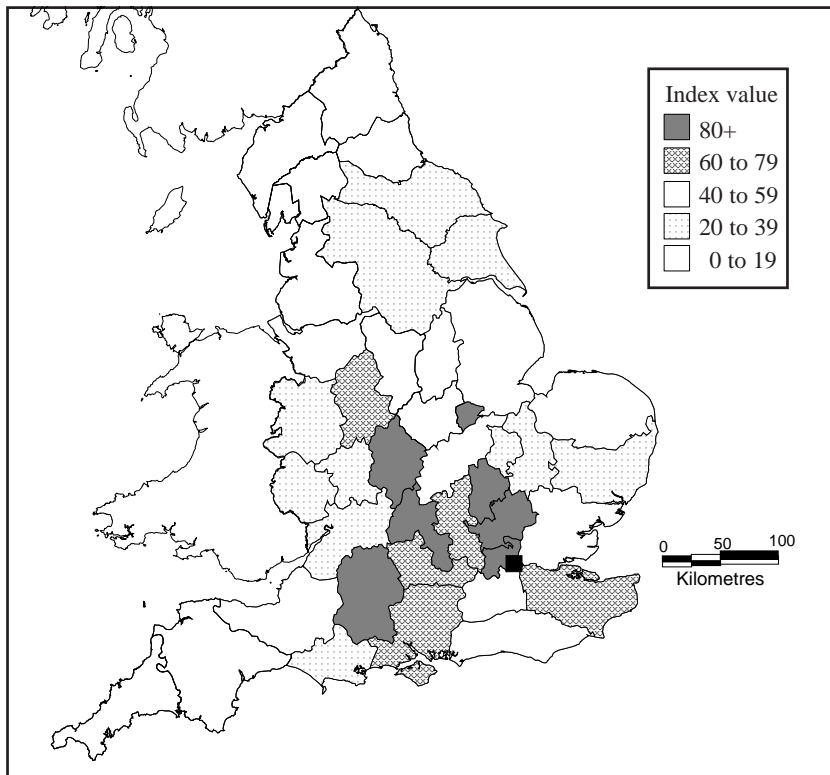 Index value
80+
60 to 79
40 to 59
20 to 39
0 to 19
0 50 100
Kilometres